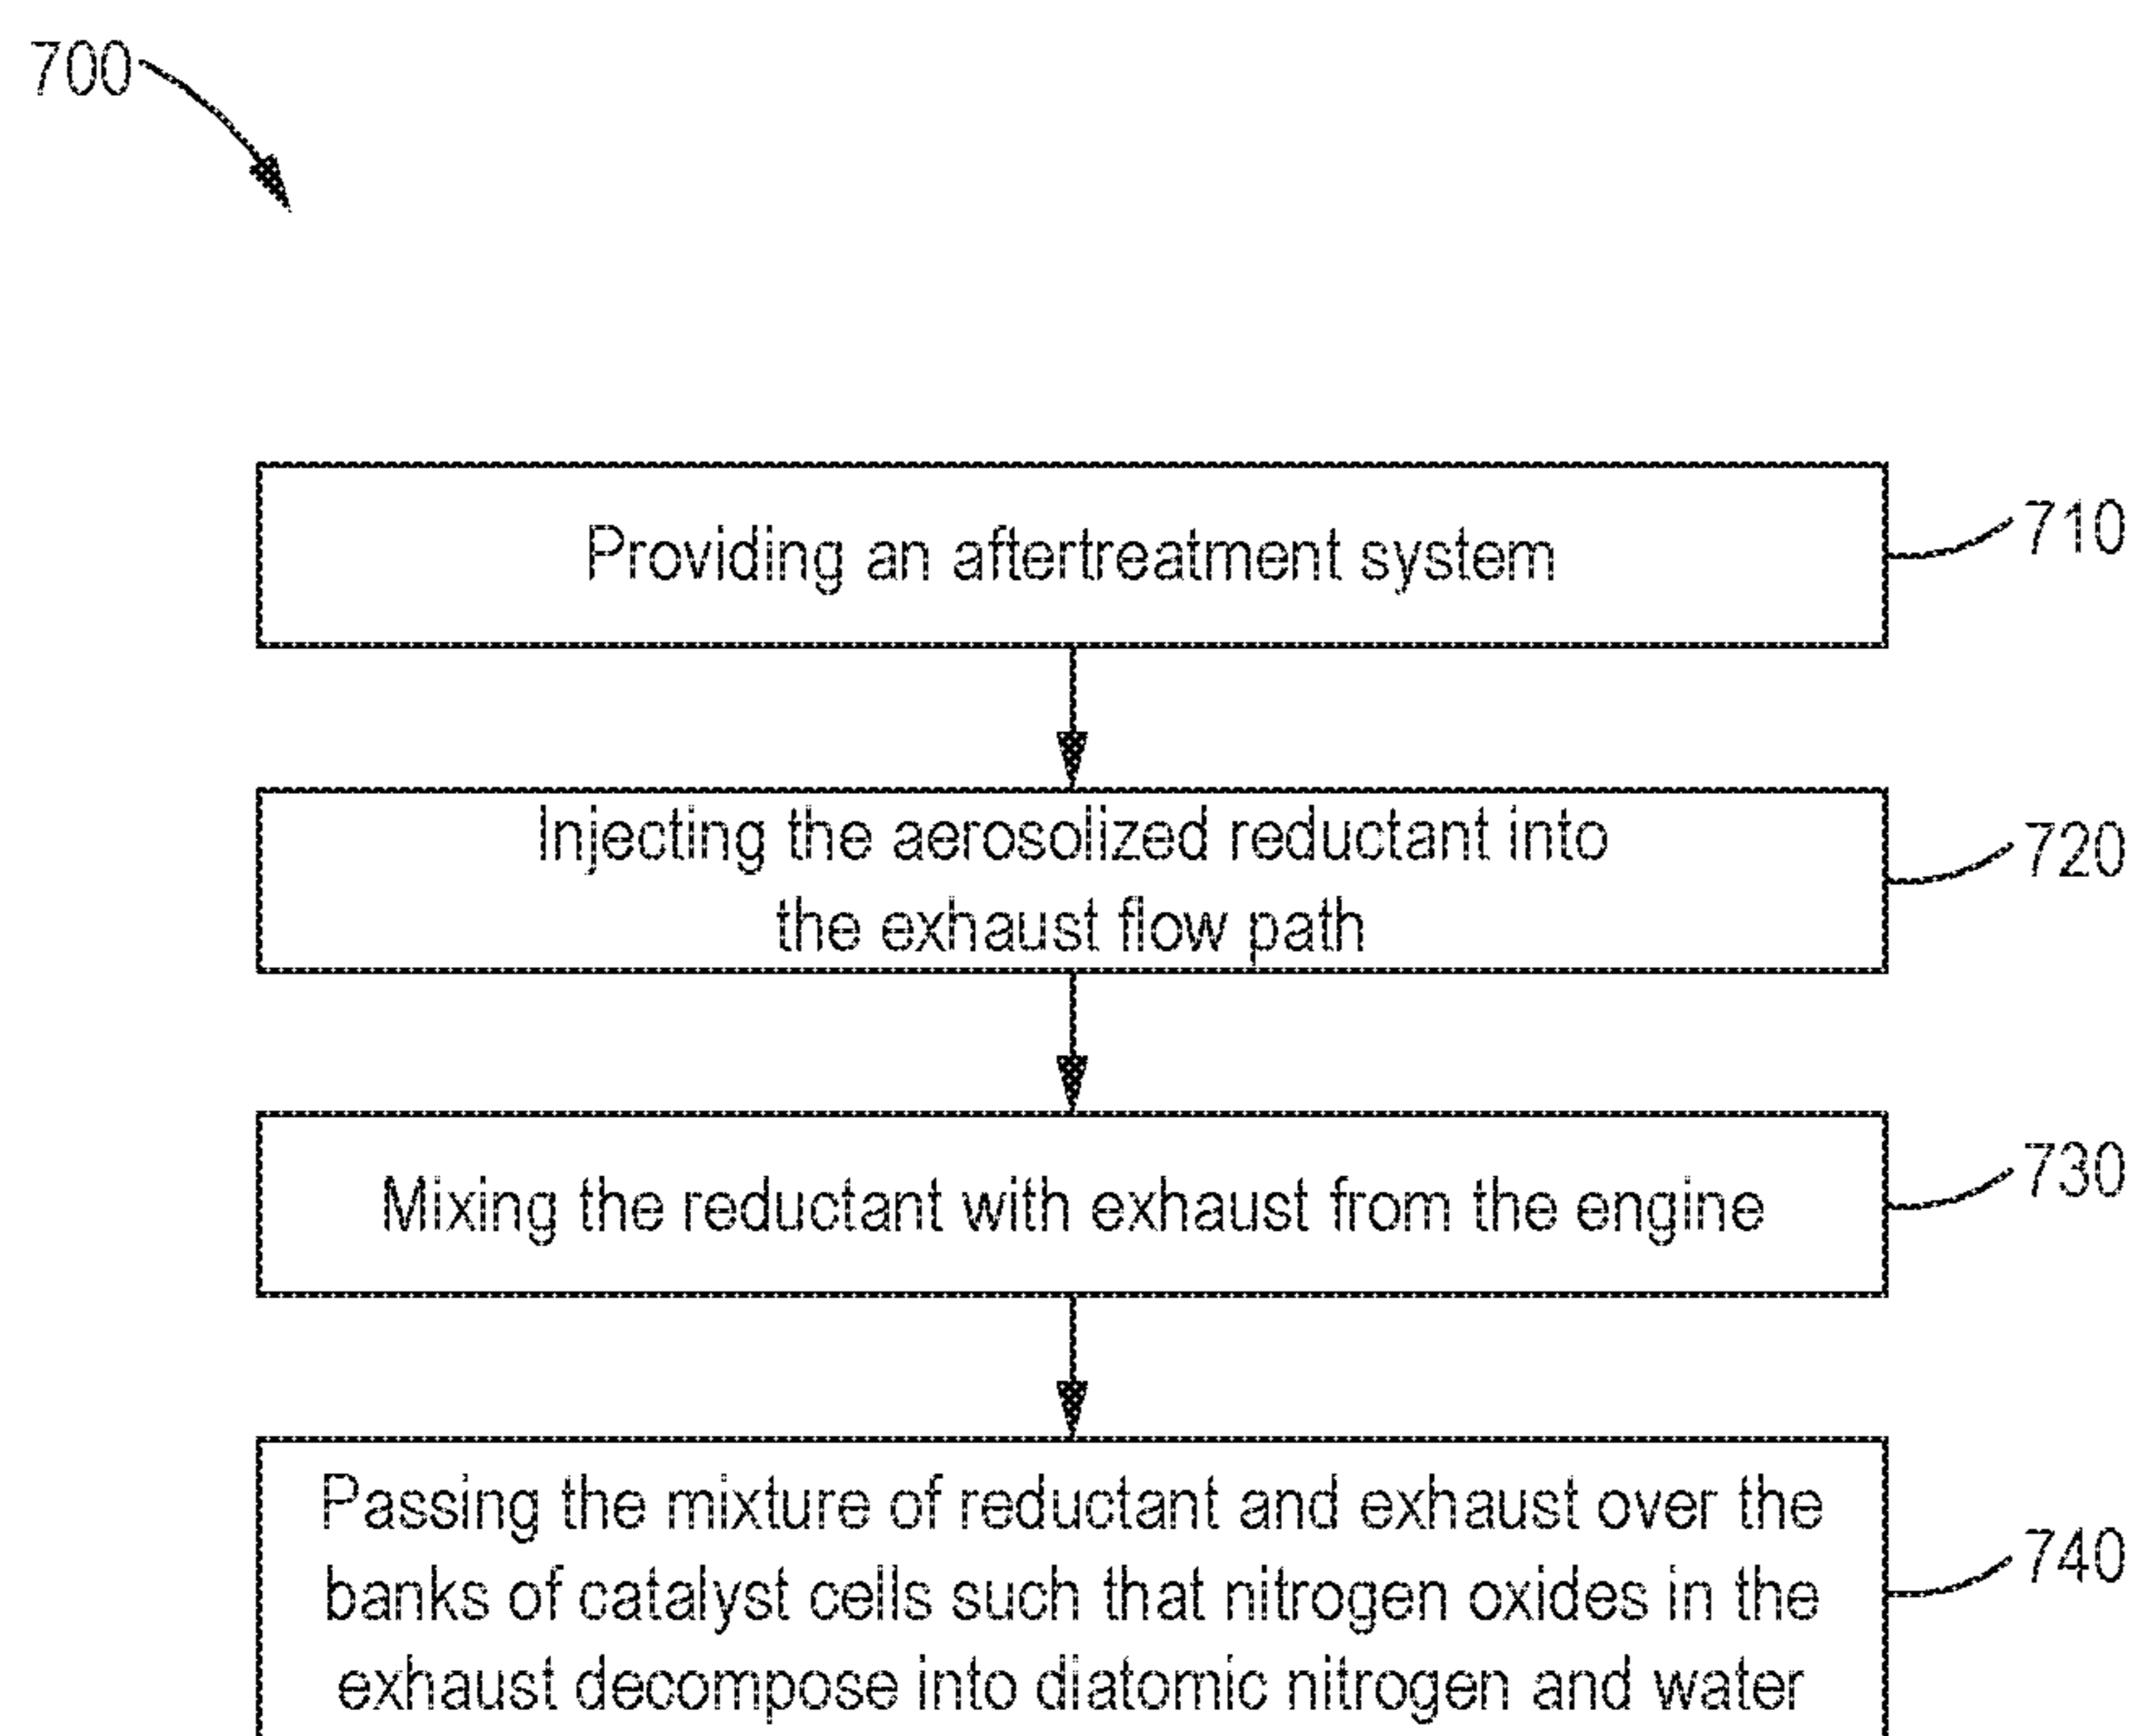 700
Providing an aftertreatment system
710
Injecting the aerosolized reductant into
the exhaust flow path
720
Mixing the reductant with exhaust from the engine
730
Passing the mixture of reductant and exhaust over the
banks of catalyst cells such that nitrogen oxides in the
exhaust decompose into diatomic nitrogen and water
740